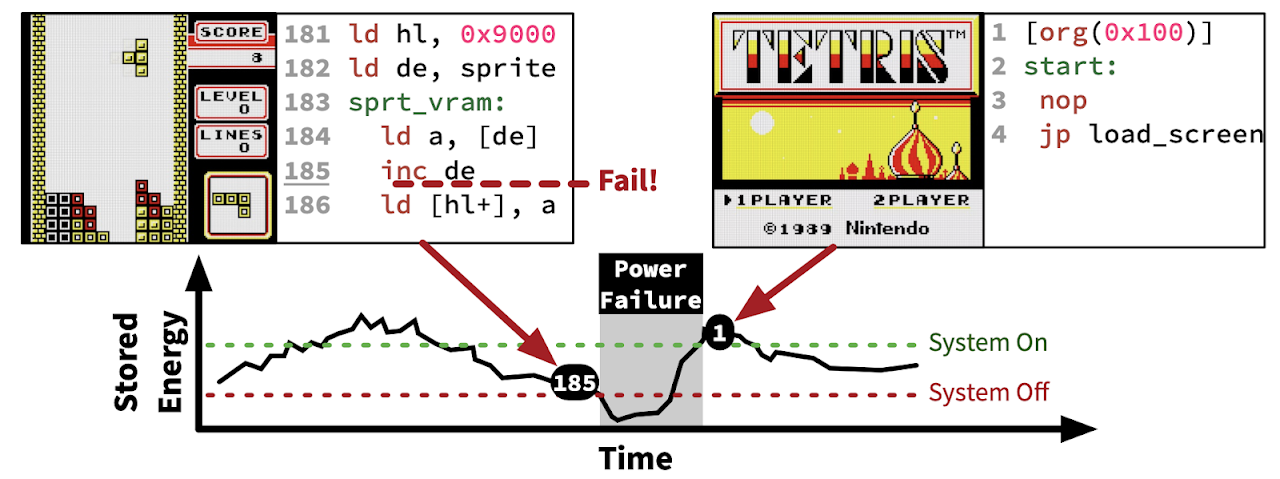 SCORE
3
LEVEL
0
LINES
0
181 ld hl, 0x9000
182 ld de, sprite
183 sprt_vram:
184 ld a, [de]
185 inc de
186 ld [hl+], a
Fail!
TETRIS™
1PLAYER 2PLAYER
©1989 Nintendo
1 [org(0x100)]
2 start:
3 nop
4 jp load_screen
Power
Failure
Stored
Energy
185
1
System On
System Off
Time